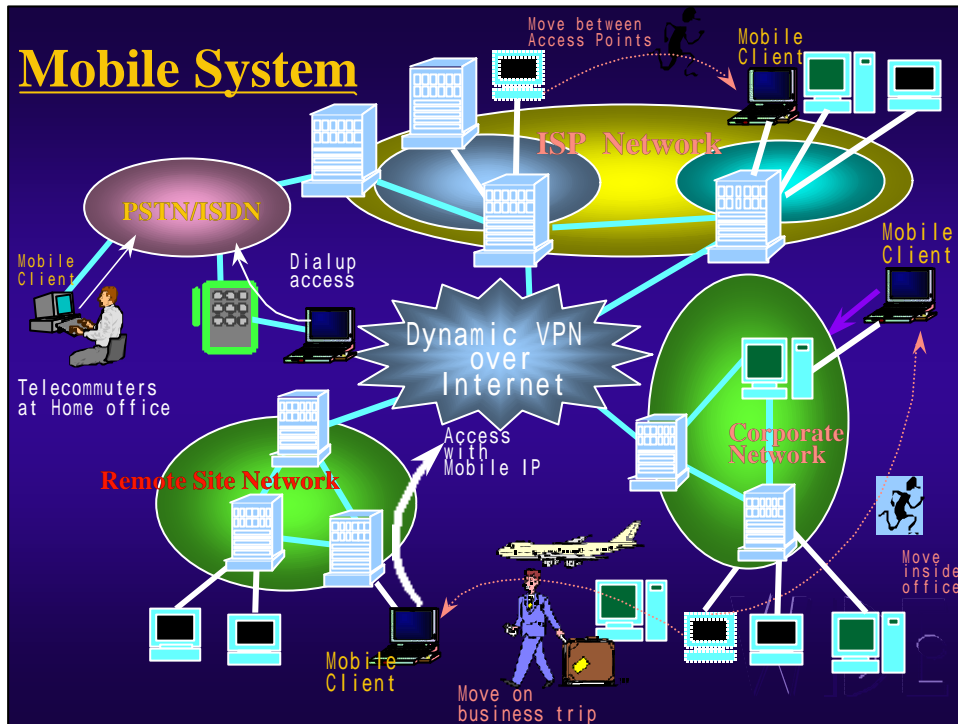 Mobile System
Move between
Access Points
Mobile
Client
ISP Network
PSTN/ISDN
Mobile
Client
Dialup
access
Mobile
Client
Dynamic VPN
over
Internet
Telecommuters
at Home office
Access
with
Mobile IP
Corporate
Network
Remote Site Network
Move
inside
office
Mobile
Client
Move on
business trip